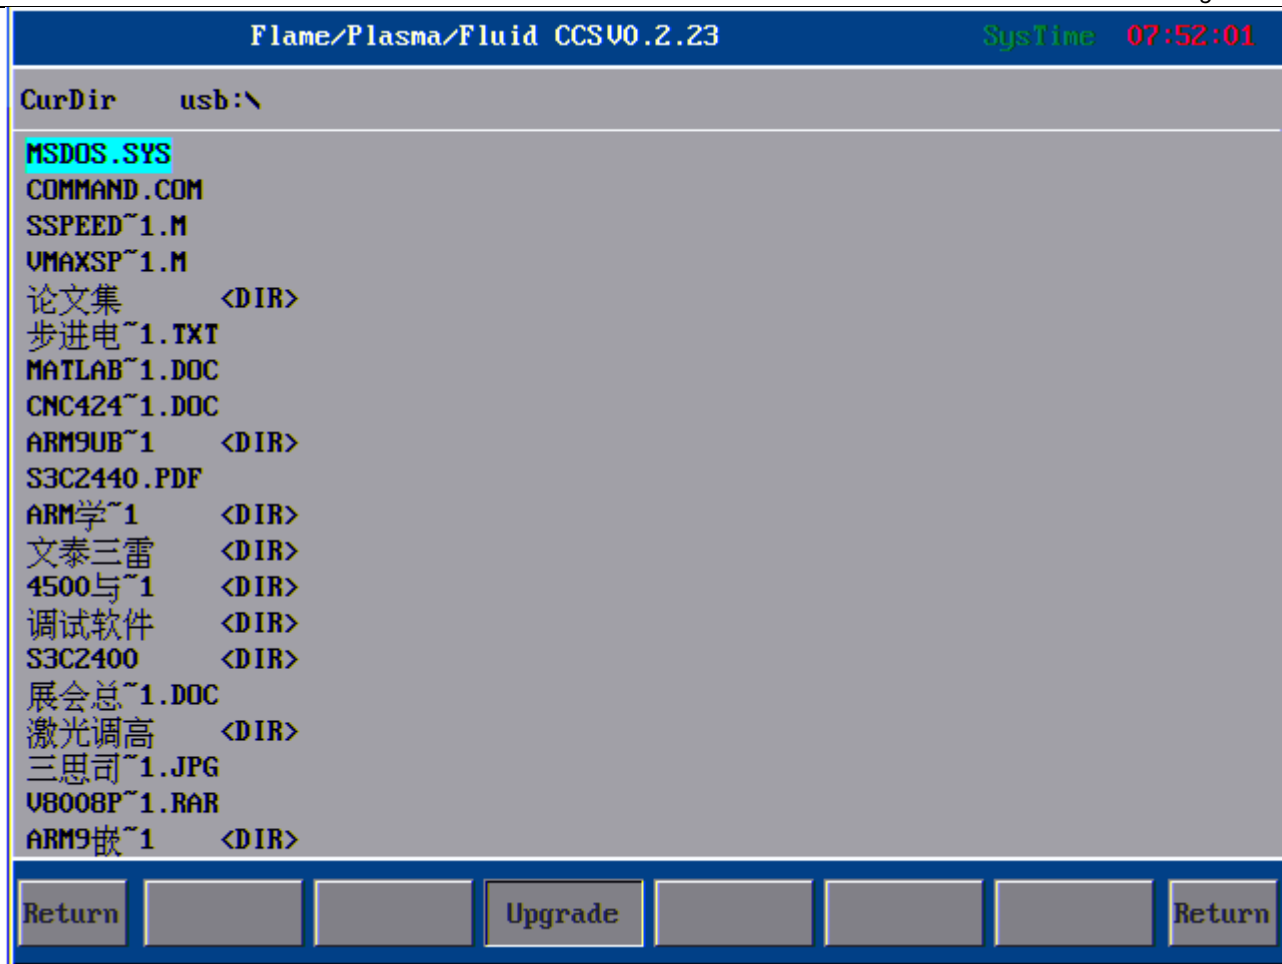 Flame/Plasma/Fluid CCSV0.2.23 SysTime 07:52:01
CurDir usb:\
MSDOS.SYS
COMMAND.COM
SSPEED~1.M
VMAXSP~1.M
论文集 <DIR>
步进电~1.TXT
MATLAB~1.DOC
CNC424~1.DOC
ARM9UB~1 <DIR>
S3C2440.PDF
ARM学~1 <DIR>
文泰三雷 <DIR>
4500与~1 <DIR>
调试软件 <DIR>
S3C2400 <DIR>
展会总~1.DOC
激光调高 <DIR>
三思司~1.JPG
V8008P~1.RAR
ARM9嵌~1 <DIR>
Return Upgrade Return